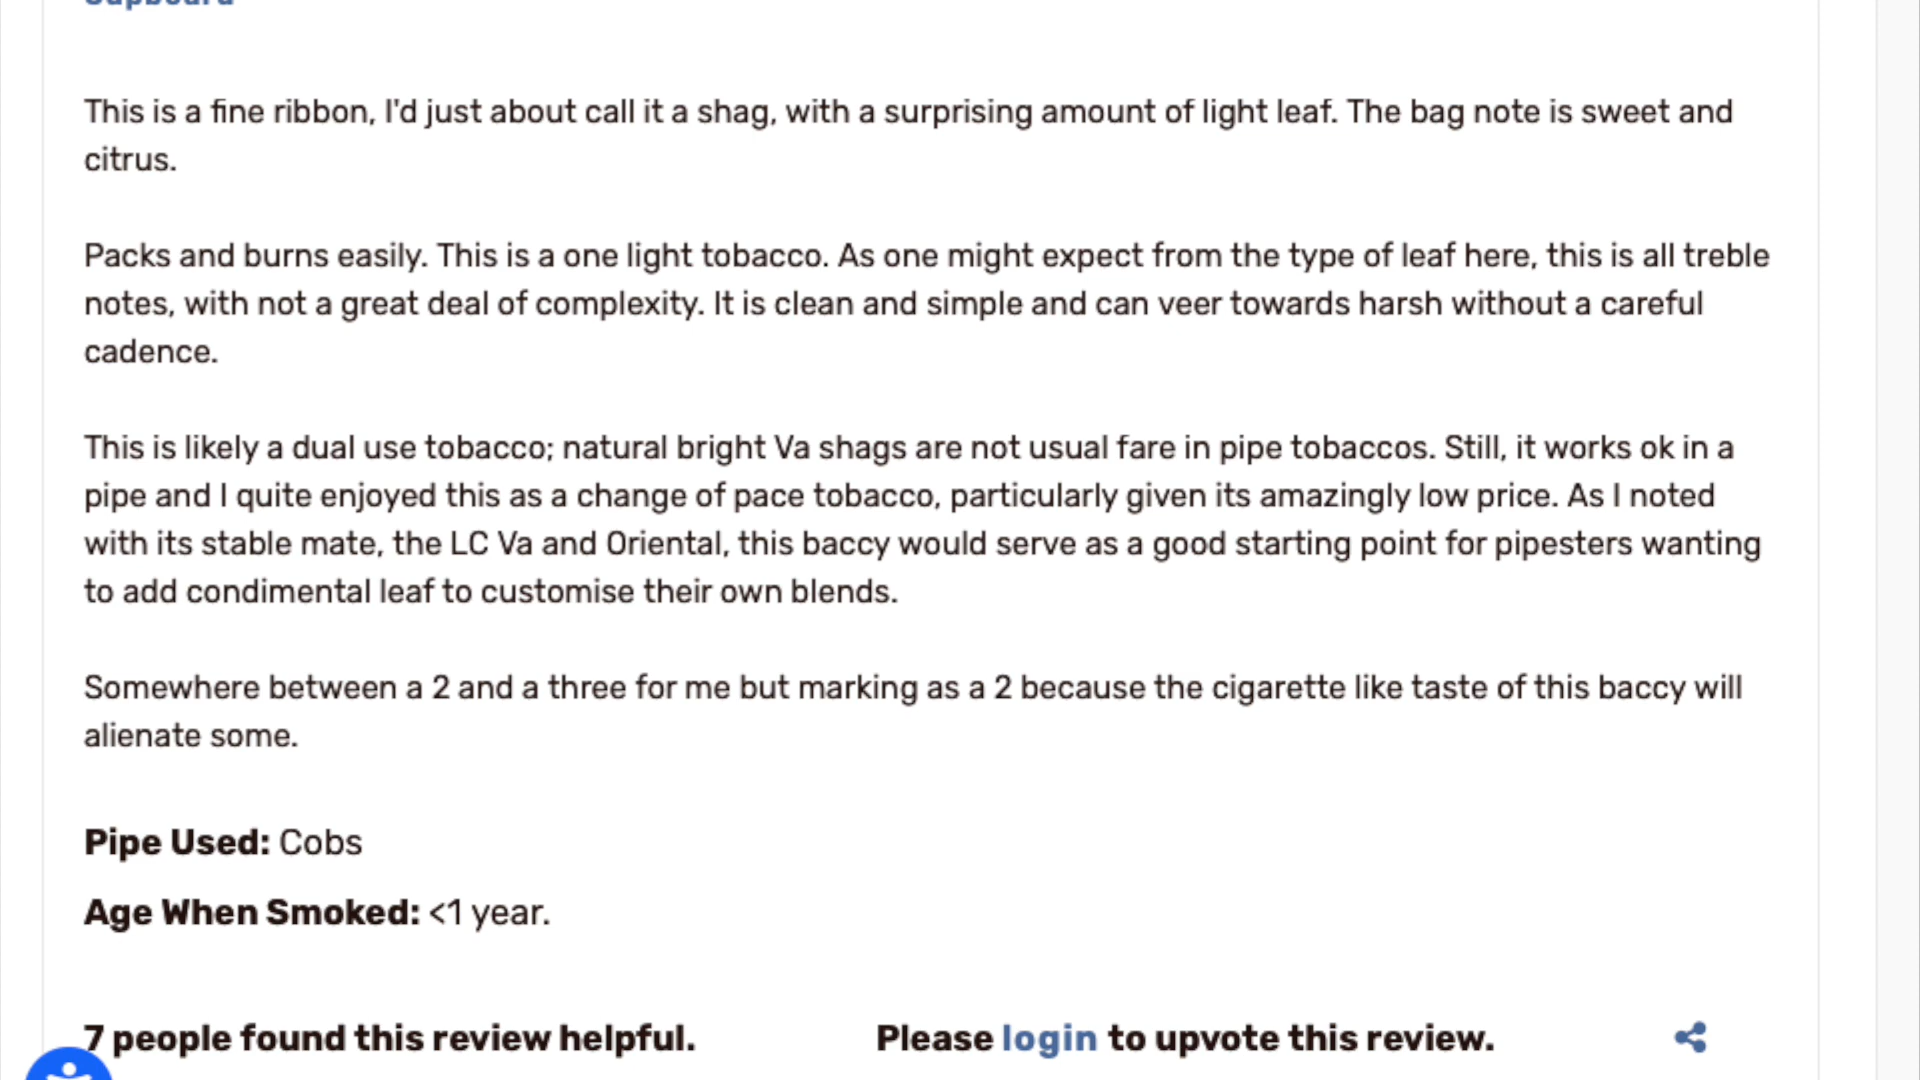 Cupboard
This is a fine ribbon, I'd just about call it a shag, with a surprising amount of light leaf. The bag note is sweet and
citrus.
Packs and burns easily. This is a one light tobacco. As one might expect from the type of leaf here, this is all treble
notes, with not a great deal of complexity. It is clean and simple and can veer towards harsh without a careful
cadence.
This is likely a dual use tobacco; natural bright Va shags are not usual fare in pipe tobaccos. Still, it works ok in a
pipe and I quite enjoyed this as a change of pace tobacco, particularly given its amazingly low price. As I noted
with its stable mate, the LC Va and Oriental, this baccy would serve as a good starting point for pipesters wanting
to add condimental leaf to customise their own blends.
Somewhere between a 2 and a three for me but marking as a 2 because the cigarette like taste of this baccy will
alienate some.
Pipe Used: Cobs
Age When Smoked: <1 year.
7 people found this review helpful. Please login to upvote this review.